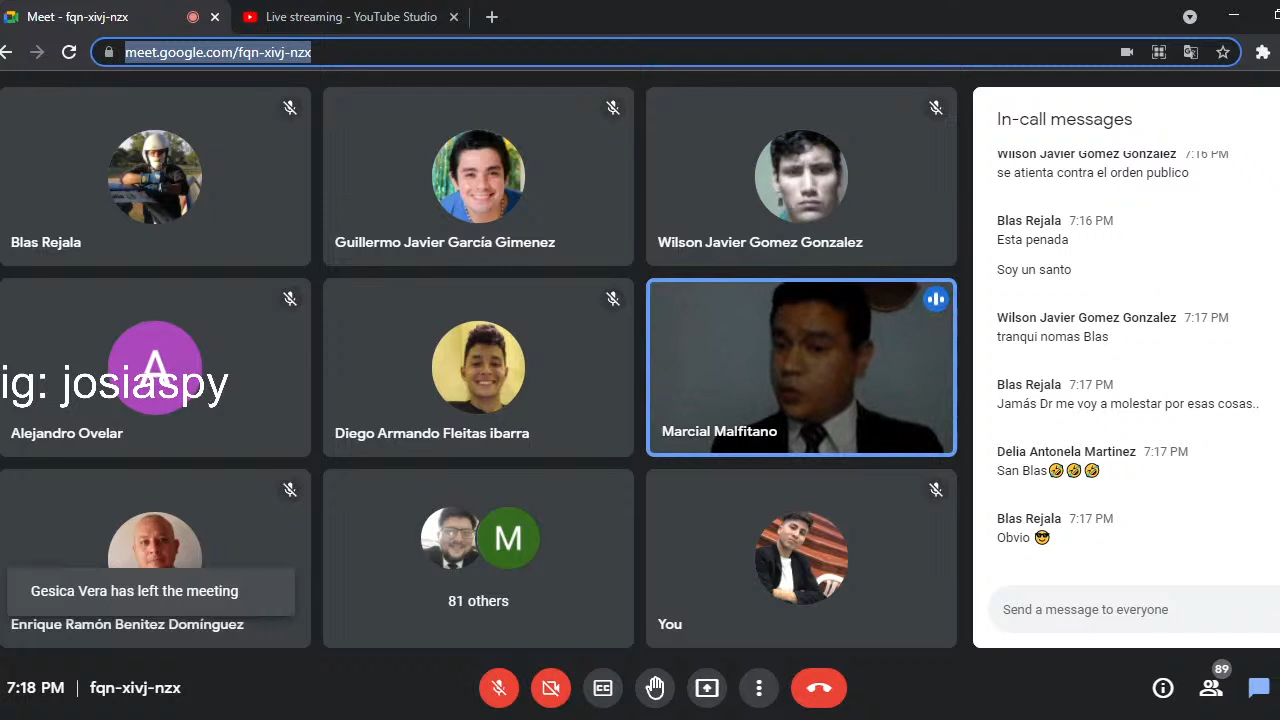 Meet - fqn-xivj-nzx
Live streaming - YouTube Studio
meet.google.com/fqn-xivj-nzx
Blas Rejala
Guillermo Javier García Gimenez
Wilson Javier Gomez Gonzalez
A
ig: josiaspy
Alejandro Ovelar
Diego Armando Fleitas ibarra
Marcial Malfitano
Gesica Vera has left the meeting
Enrique Ramón Benitez Domínguez
M
81 others
You
In-call messages
Wilson Javier Gomez Gonzalez 7:16 PM
se atienta contra el orden publico
Blas Rejala 7:16 PM
Esta penada
Soy un santo
Wilson Javier Gomez Gonzalez 7:17 PM
tranqui nomas Blas
Blas Rejala 7:17 PM
Jamás Dr me voy a molestar por esas cosas..
Delia Antonela Martinez 7:17 PM
San Blas🤣🤣🤣
Blas Rejala 7:17 PM
Obvio 😎
Send a message to everyone
7:18 PM | fqn-xivj-nzx
CC
89